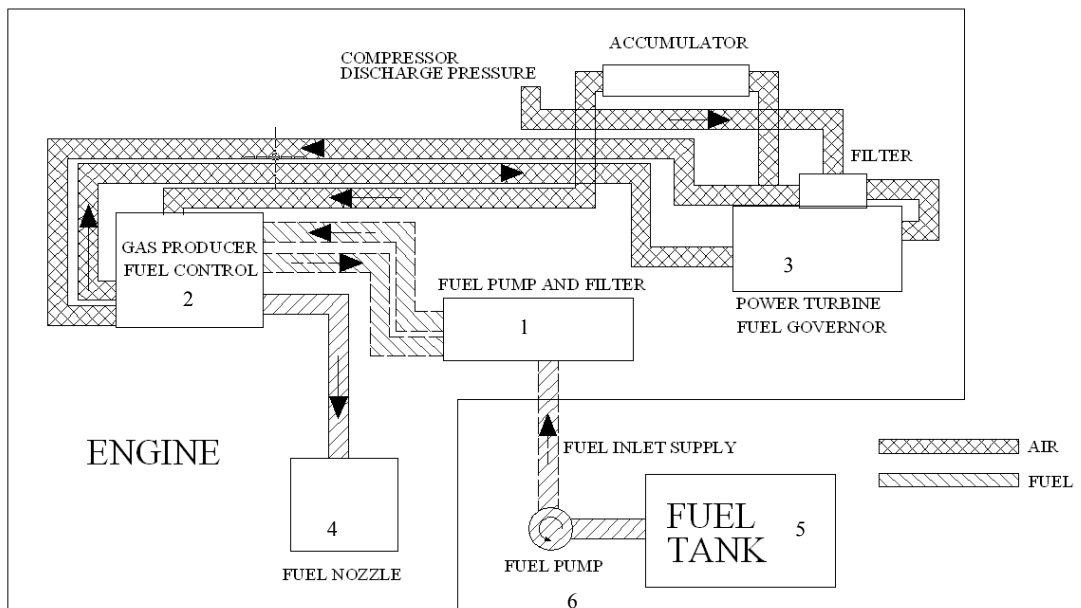 ACCUMULATOR
COMPRESSOR
DISCHARGE PRESSURE
FILTER
GAS PRODUCER
FUEL CONTROL
2
3
POWER TURBINE
FUEL GOVERNOR
FUEL PUMP AND FILTER
1
ENGINE
FUEL INLET SUPPLY
AIR
FUEL
4
FUEL NOZZLE
FUEL
TANK
5
FUEL PUMP
6